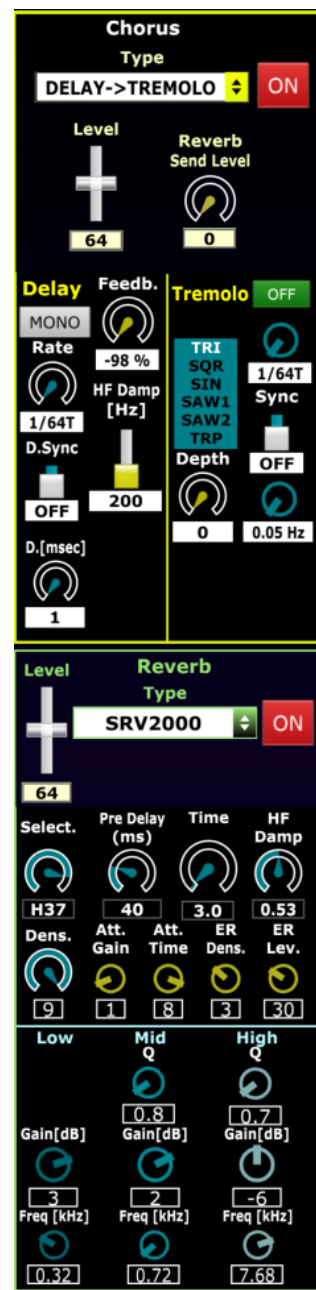 Chorus
Type
DELAY->TREMOLO
ON
Level
64
Reverb
Send Level
0
Delay
MONO
Rate
1/64T
D.Sync
OFF
D.[msec]
1
Feedb.
-98 %
HF Damp
[Hz]
200
Tremolo
OFF
TRI
SQR
SIN
SAW1
SAW2
TRP
Depth
0
1/64T
Sync
OFF
0.05 Hz
Level
64
Reverb
Type
SRV2000
ON
Select.
H37
Pre Delay
(ms)
40
Time
3.0
HF
Damp
0.53
Dens.
9
Att.
Gain
1
Att.
Time
8
ER
Dens.
3
ER
Lev.
30
Low
Gain[dB]
3
Freq [kHz]
0.32
Mid
Q
0.8
Gain[dB]
2
Freq [kHz]
0.72
High
Q
0.7
Gain[dB]
-6
Freq [kHz]
7.68